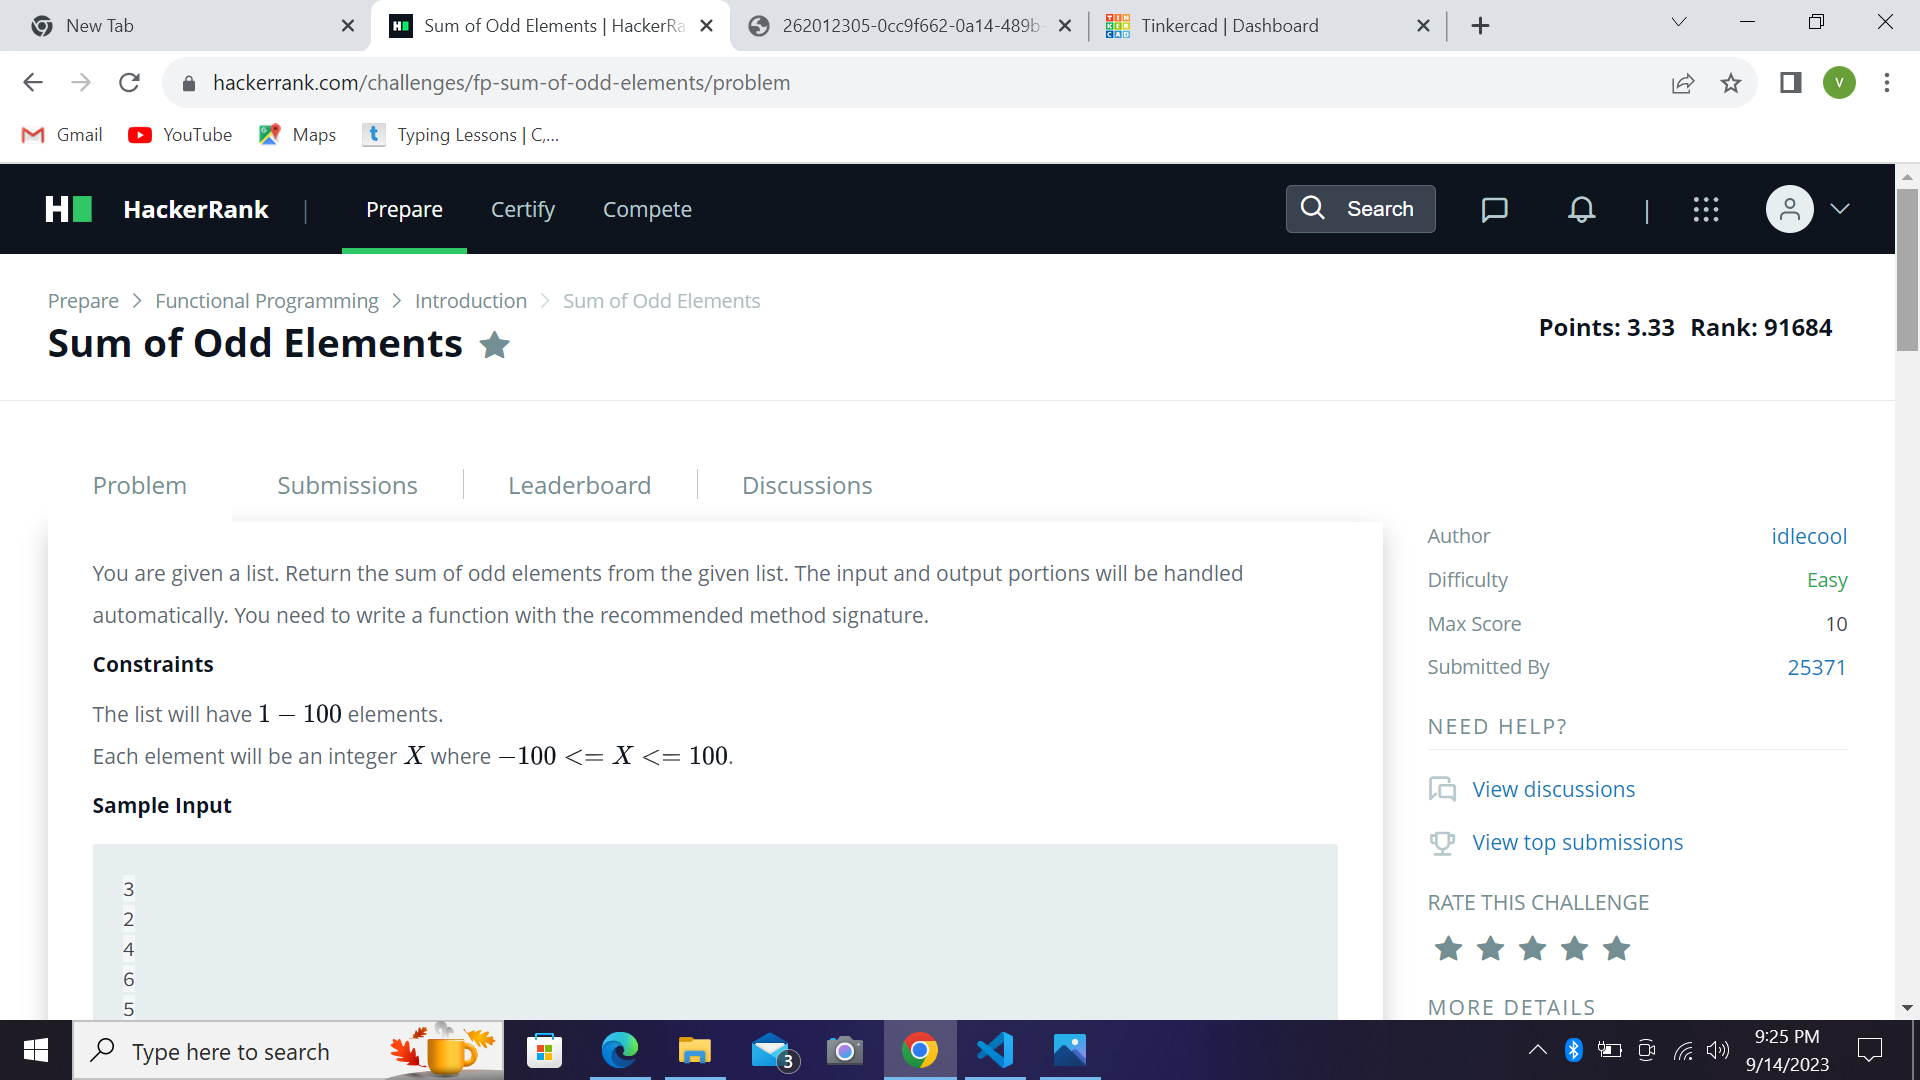 New Tab
Sum of Odd Elements | HackerRa
262012305-0cc9f662-0a14-489b-
Tinkercad | Dashboard
hackerrank.com/challenges/fp-sum-of-odd-elements/problem
V
Gmail
YouTube
Maps
Typing Lessons | C,...
HackerRank
|
Prepare
Certify
Compete
Search
|
Prepare > Functional Programming > Introduction > Sum of Odd Elements
Sum of Odd Elements
Points: 3.33 Rank: 91684
Problem
Submissions
Leaderboard
Discussions
You are given a list. Return the sum of odd elements from the given list. The input and output portions will be handled
automatically. You need to write a function with the recommended method signature.
Constraints
The list will have 1 − 100 elements.
Each element will be an integer X where −100 <= X <= 100.
Sample Input
3
2
4
6
5
Author idlecool
Difficulty Easy
Max Score 10
Submitted By 25371
NEED HELP?
View discussions
View top submissions
RATE THIS CHALLENGE
MORE DETAILS
Type here to search
3
9:25 PM
9/14/2023